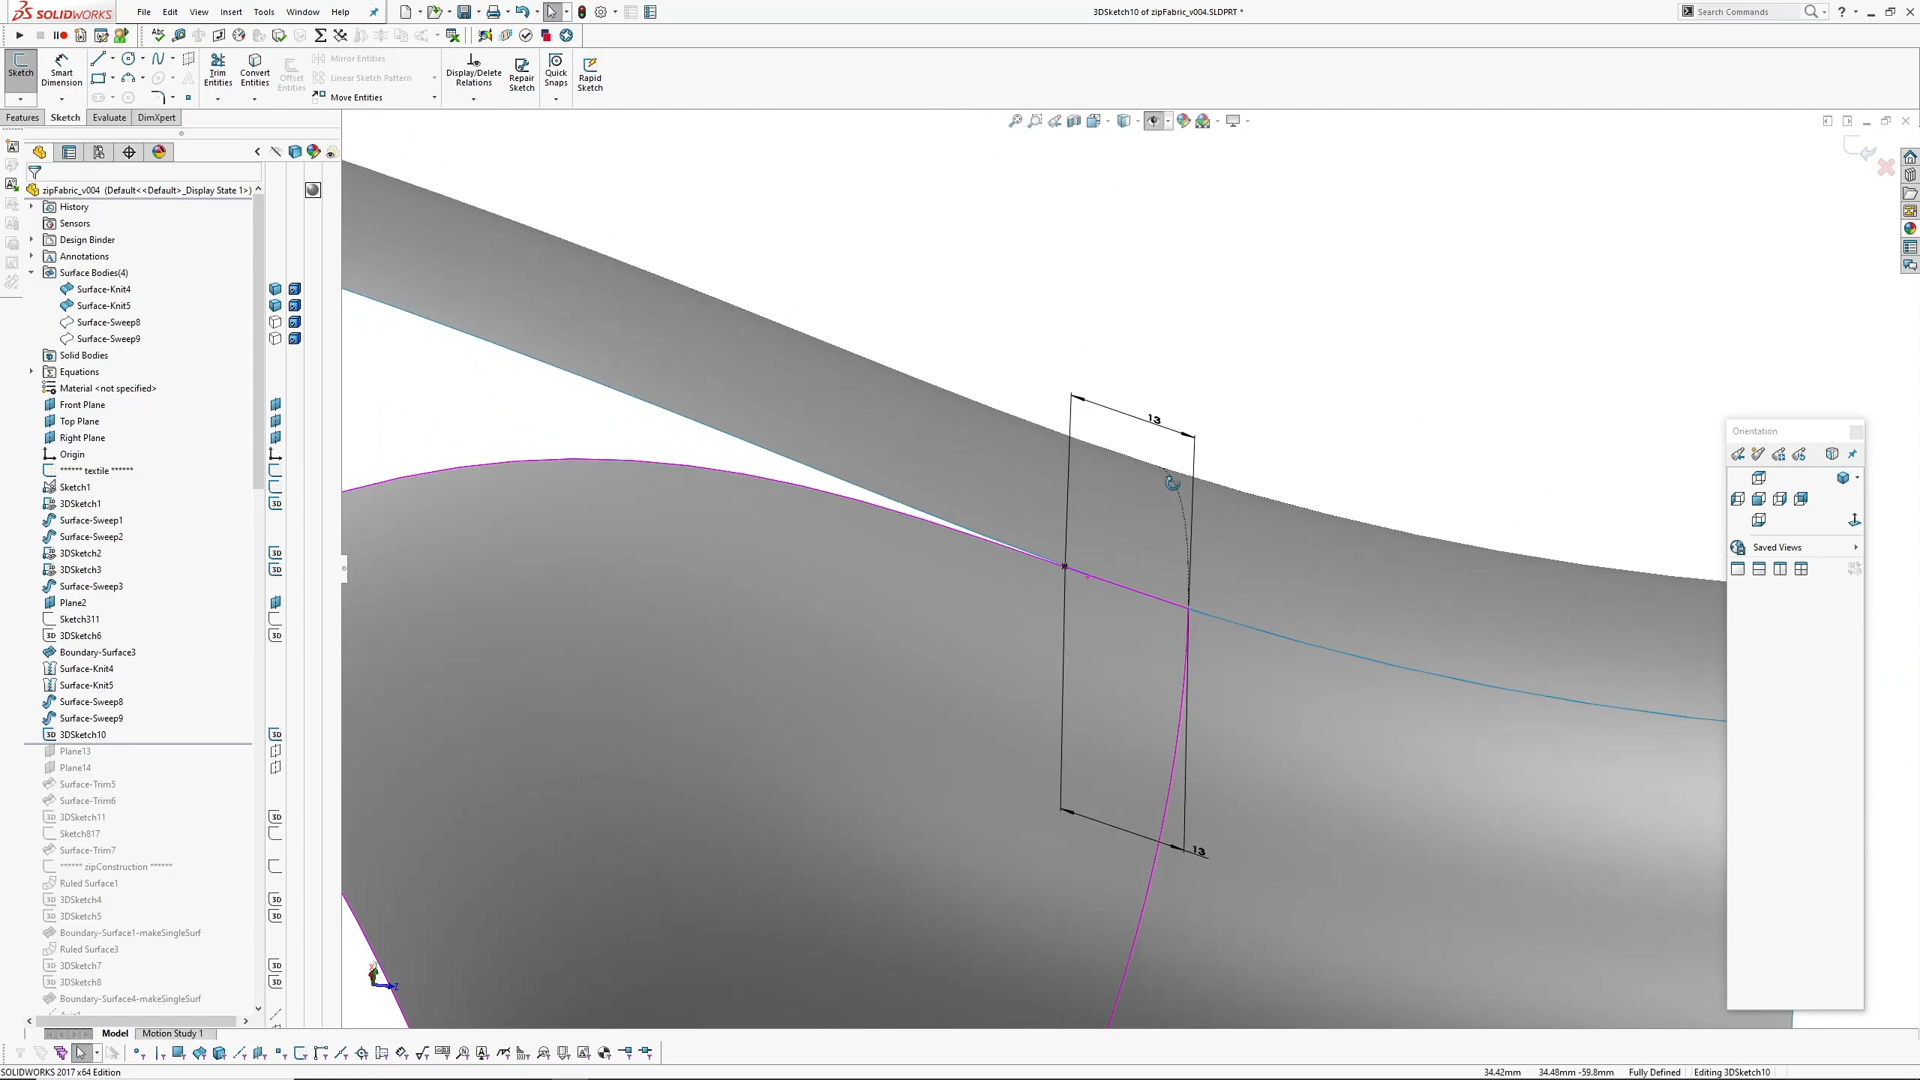 SOLIDWORKS
File Edit View Insert Tools Window Help
3DSketch10 of zipFabric_v004.SLDPRT *
Search Commands
Sketch
Smart Dimension
Trim Entities
Convert Entities
Offset Entities
Mirror Entities
Linear Sketch Pattern
Move Entities
Display/Delete Relations
Repair Sketch
Quick Snaps
Rapid Sketch
Features Sketch Evaluate DimXpert
zipFabric_v004 (Default<<Default>_Display State 1>)
History
Sensors
Design Binder
Annotations
Surface Bodies(4)
Surface-Knit4
Surface-Knit5
Surface-Sweep8
Surface-Sweep9
Solid Bodies
Equations
Material <not specified>
Front Plane
Top Plane
Right Plane
Origin
****** textile ******
Sketch1
3DSketch1
Surface-Sweep1
Surface-Sweep2
3DSketch2
3DSketch3
Surface-Sweep3
Plane2
Sketch311
3DSketch6
Boundary-Surface3
Surface-Knit4
Surface-Knit5
Surface-Sweep8
Surface-Sweep9
3DSketch10
Plane13
Plane14
Surface-Trim5
Surface-Trim6
3DSketch11
Sketch817
Surface-Trim7
****** zipConstruction ******
Ruled Surface1
3DSketch4
3DSketch5
Boundary-Surface1-makeSingleSurf
Ruled Surface3
3DSketch7
3DSketch8
Boundary-Surface4-makeSingleSurf
13
13
Orientation
Saved Views
Model Motion Study 1
SOLIDWORKS 2017 x64 Edition
34.42mm 34.48mm -59.8mm Fully Defined Editing 3DSketch10